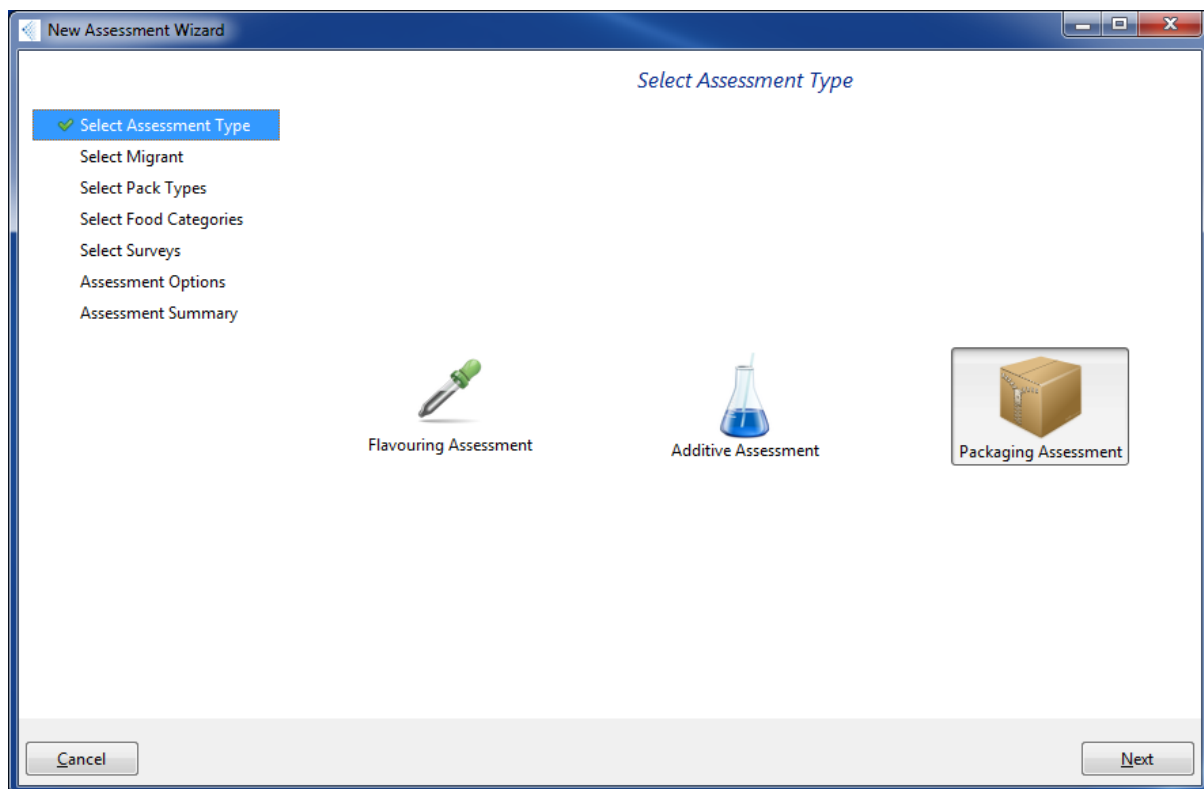 New Assessment Wizard
Select Assessment Type
Select Assessment Type
Select Migrant
Select Pack Types
Select Food Categories
Select Surveys
Assessment Options
Assessment Summary
Flavouring Assessment
Additive Assessment
Packaging Assessment
Cancel
Next